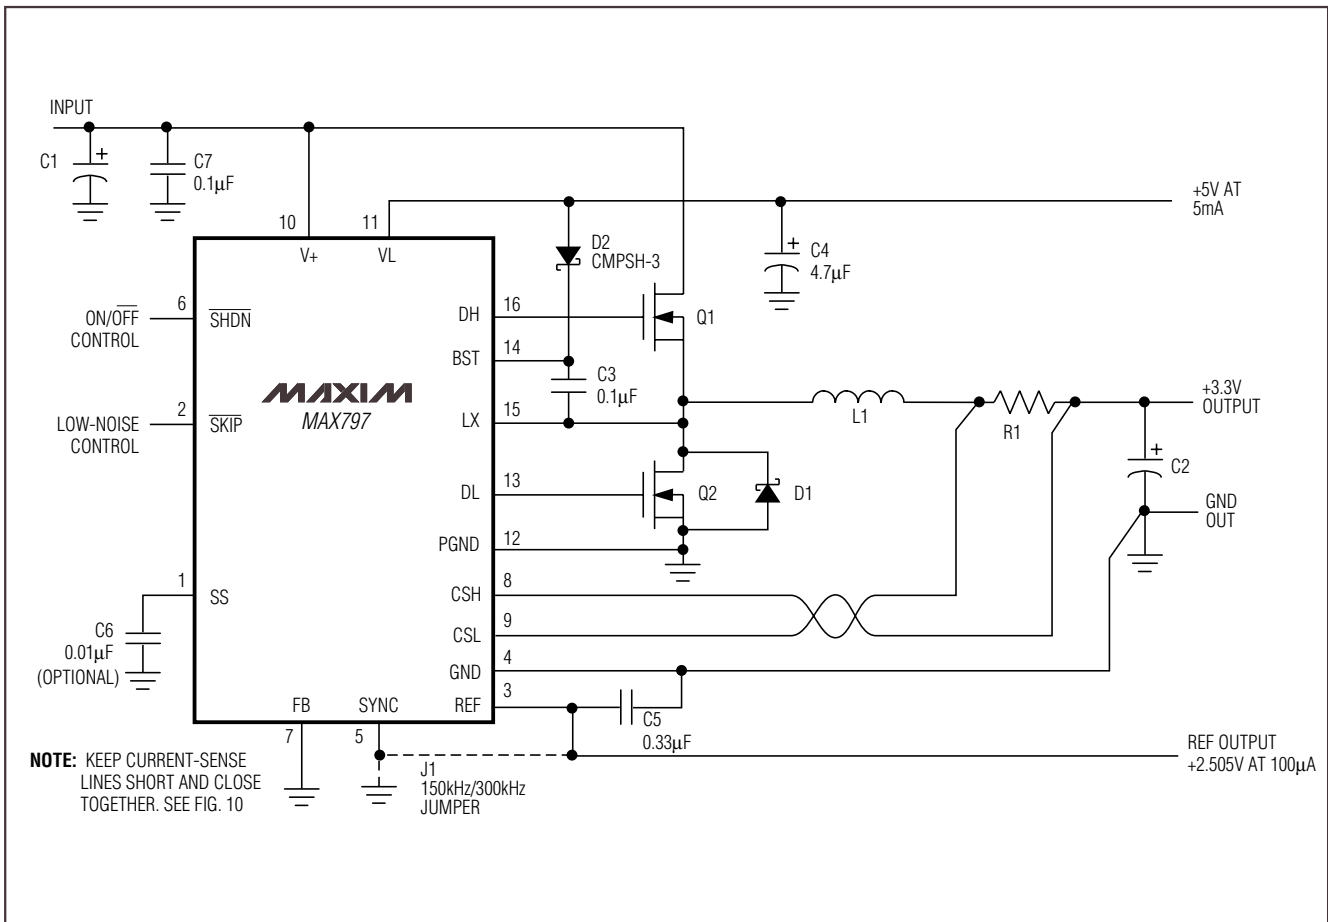 INPUT
C1
+
C7
0.1µF
+5V AT
5mA
10
11
V+
VL
D2
CMPSH-3
+
C4
4.7µF
6
ON/OFF
CONTROL
SHDN
DH
16
Q1
BST
14
C3
0.1µF
MAXIM
MAX797
2
LOW-NOISE
CONTROL
SKIP
LX
15
L1
R1
+3.3V
OUTPUT
+
C2
DL
13
Q2
D1
GND
OUT
PGND
12
1
SS
CSH
8
C6
0.01µF
(OPTIONAL)
CSL
9
GND
4
REF
3
C5
0.33µF
FB
SYNC
7
5
J1
150kHz/300kHz
JUMPER
REF OUTPUT
+2.505V AT 100µA
NOTE: KEEP CURRENT-SENSE
LINES SHORT AND CLOSE
TOGETHER. SEE FIG. 10